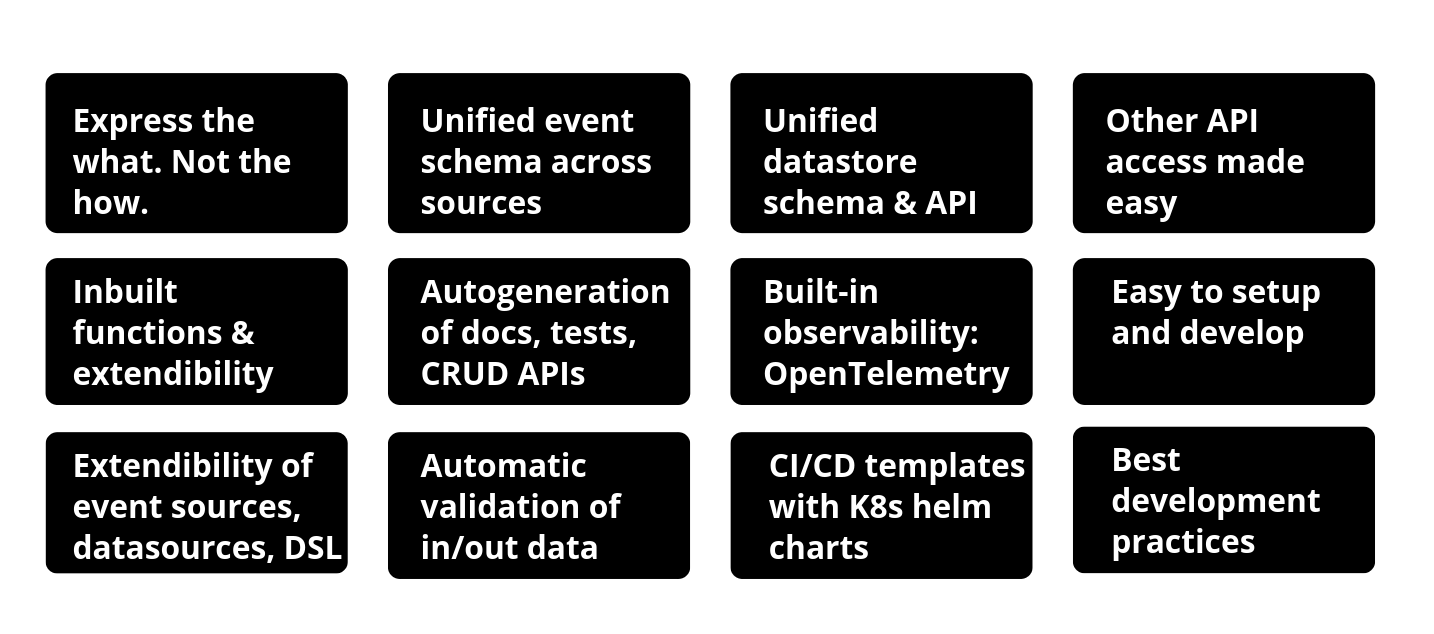 Express the
what. Not the
how.
Unified event
schema across
sources
Unified
datastore
schema & API
Other API
access made
easy
Inbuilt
functions &
extendibility
Autogeneration
of docs, tests,
CRUD APIs
Built-in
observability:
OpenTelemetry
Easy to setup
and develop
Extendibility of
event sources,
datasources, DSL
Automatic
validation of
in/out data
CI/CD templates
with K8s helm
charts
Best
development
practices